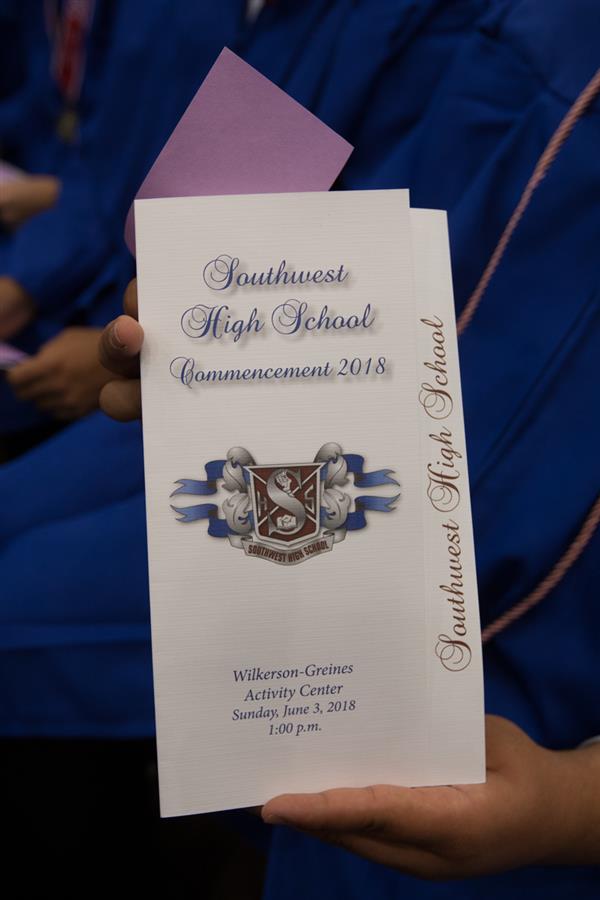 Southwest
High School
Commencement 2018
H S
S
SOUTHWEST HIGH SCHOOL
Wilkerson-Greines
Activity Center
Sunday, June 3, 2018
1:00 p.m.
Southwest High School